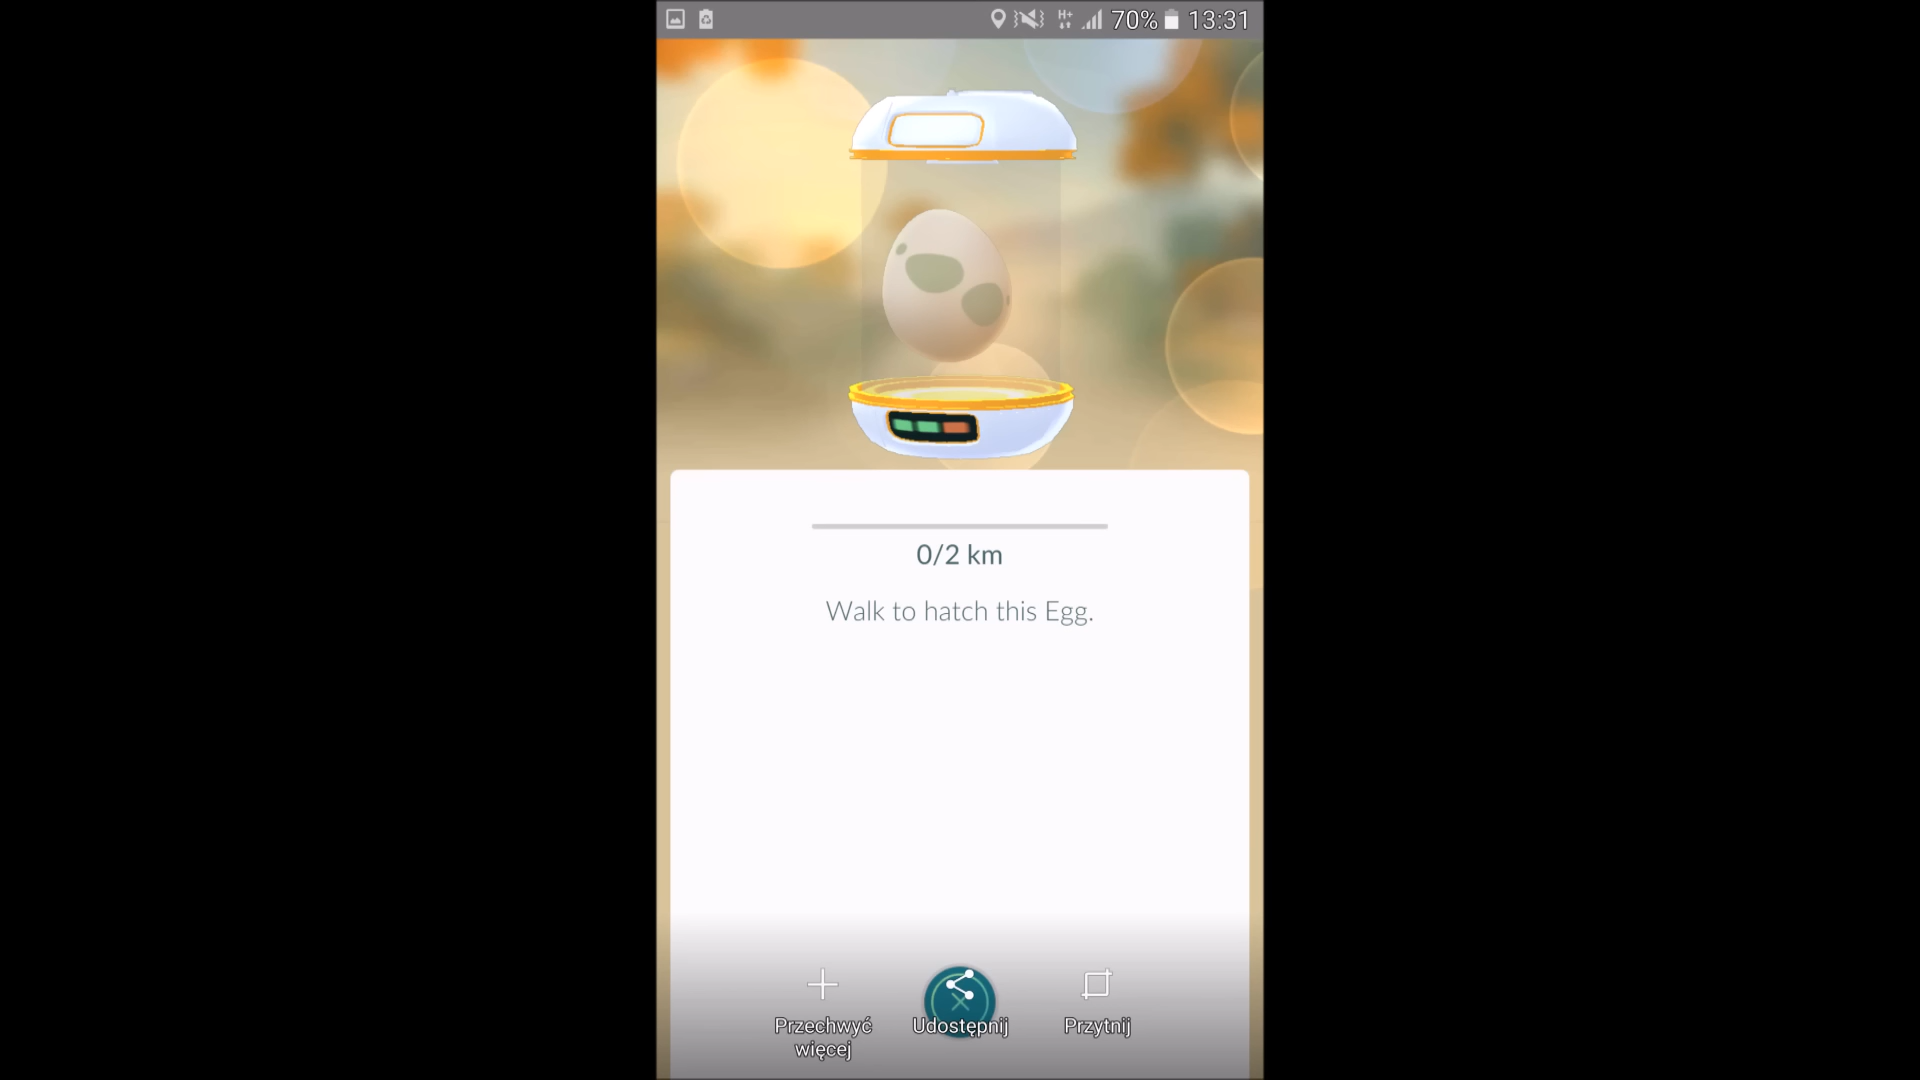 H+ 70% 13:31
0/2 km
Walk to hatch this Egg.
Przechwyć
więcej
Udostępnij
Przytnij